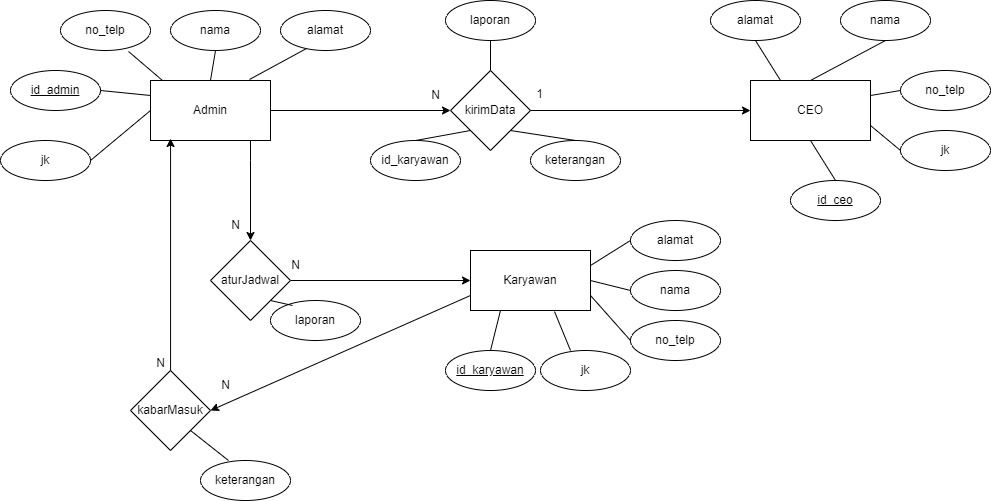 laporan
alamat
nama
no_telp
nama
alamat
id_admin
Admin
N
kirimData
1
CEO
no_telp
jk
id_karyawan
keterangan
jk
id_ceo
N
aturJadwal
N
laporan
Karyawan
alamat
nama
no_telp
id_karyawan
jk
N
N
kabarMasuk
keterangan